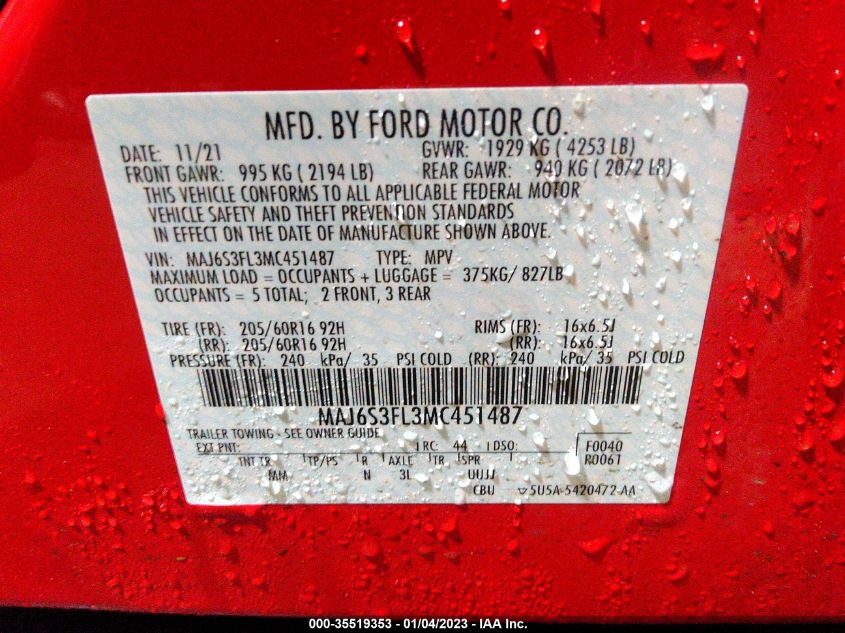 MFD. BY FORD MOTOR CO.
DATE: 11/21 GVWR: 1929 KG ( 4253 LB)
FRONT GAWR: 995 KG ( 2194 LB) REAR GAWR: 940 KG ( 2072 LB)
THIS VEHICLE CONFORMS TO ALL APPLICABLE FEDERAL MOTOR
VEHICLE SAFETY AND THEFT PREVENTION STANDARDS
IN EFFECT ON THE DATE OF MANUFACTURE SHOWN ABOVE.
VIN: MAJ6S3FL3MC451487 TYPE: MPV
MAXIMUM LOAD = OCCUPANTS + LUGGAGE = 375KG/ 827LB
OCCUPANTS = 5 TOTAL; 2 FRONT, 3 REAR
TIRE (FR): 205/60R16 92H RIMS (FR): 16x6.5J
(RR): 205/60R16 92H (RR): 16x6.5J
PRESSURE (FR): 240 kPa/ 35 PSI COLD (RR): 240 kPa/ 35 PSI COLD
MAJ6S3FL3MC451487
TRAILER TOWING - SEE OWNER GUIDE
EXT PNT: RC: 44 DSO: F0040
R0061
INT TR TP/PS R AXLE TR SPR
MM N 3L UUJJ
CBU 5U5A-5420472-AA
000-35519353 - 01/04/2023 - IAA Inc.